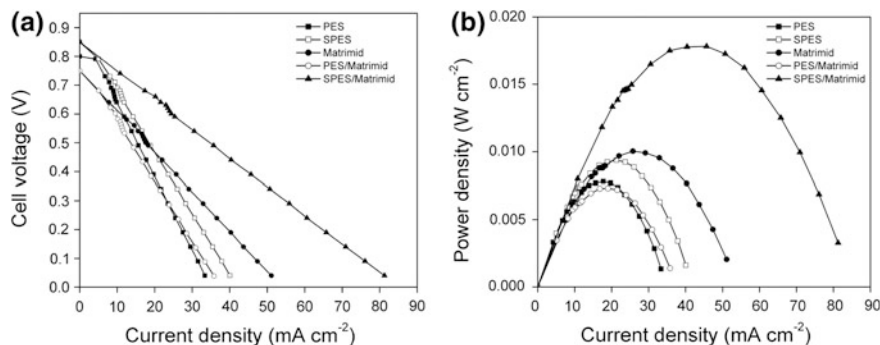 (a)
PES
SPES
Matrimid
PES/Matrimid
SPES/Matrimid
0.9
0.8
0.7
0.6
0.5
0.4
0.3
0.2
0.1
0.0
Cell voltage (V)
0 10 20 30 40 50 60 70 80 90
Current density (mA cm⁻²)
(b)
PES
SPES
Matrimid
PES/Matrimid
SPES/Matrimid
0.020
0.015
0.010
0.005
0.000
Power density (W cm⁻²)
0 10 20 30 40 50 60 70 80 90
Current density (mA cm⁻²)